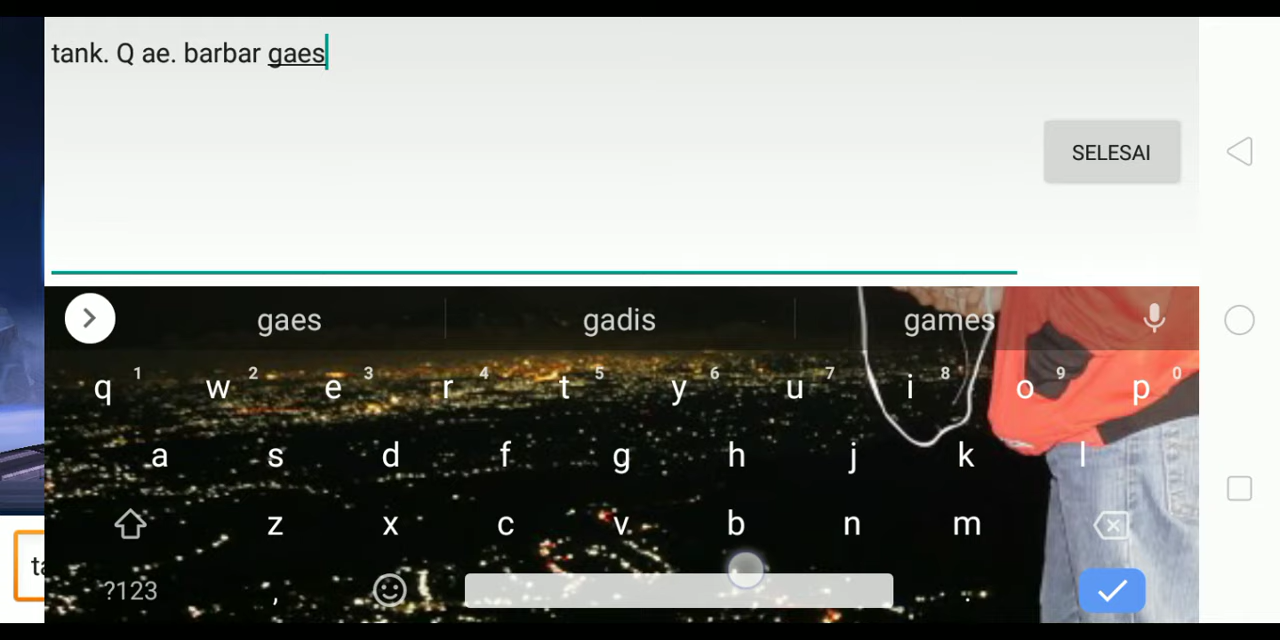 tank. Q ae. barbar gaes
SELESAI
gaes gadis games
q 1 w 2 e 3 r 4 t 5 y 6 u 7 i 8 o 9 p 0
a s d f g h j k l
z x c v b n m
ta
?123 , .